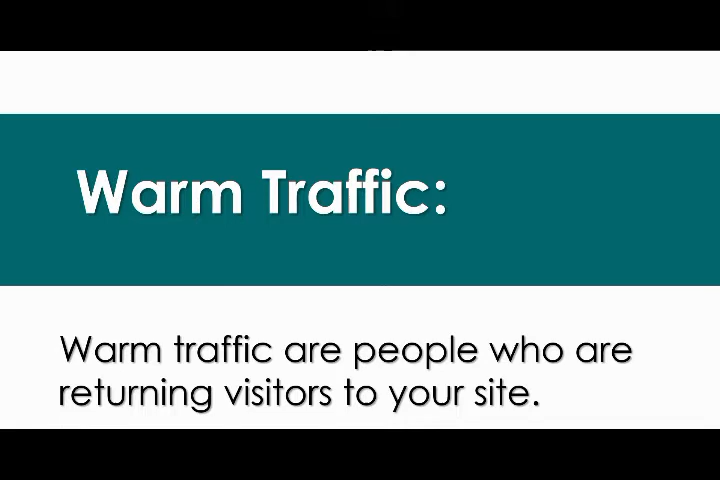 Warm Traffic:
Warm traffic are people who are
returning visitors to your site.